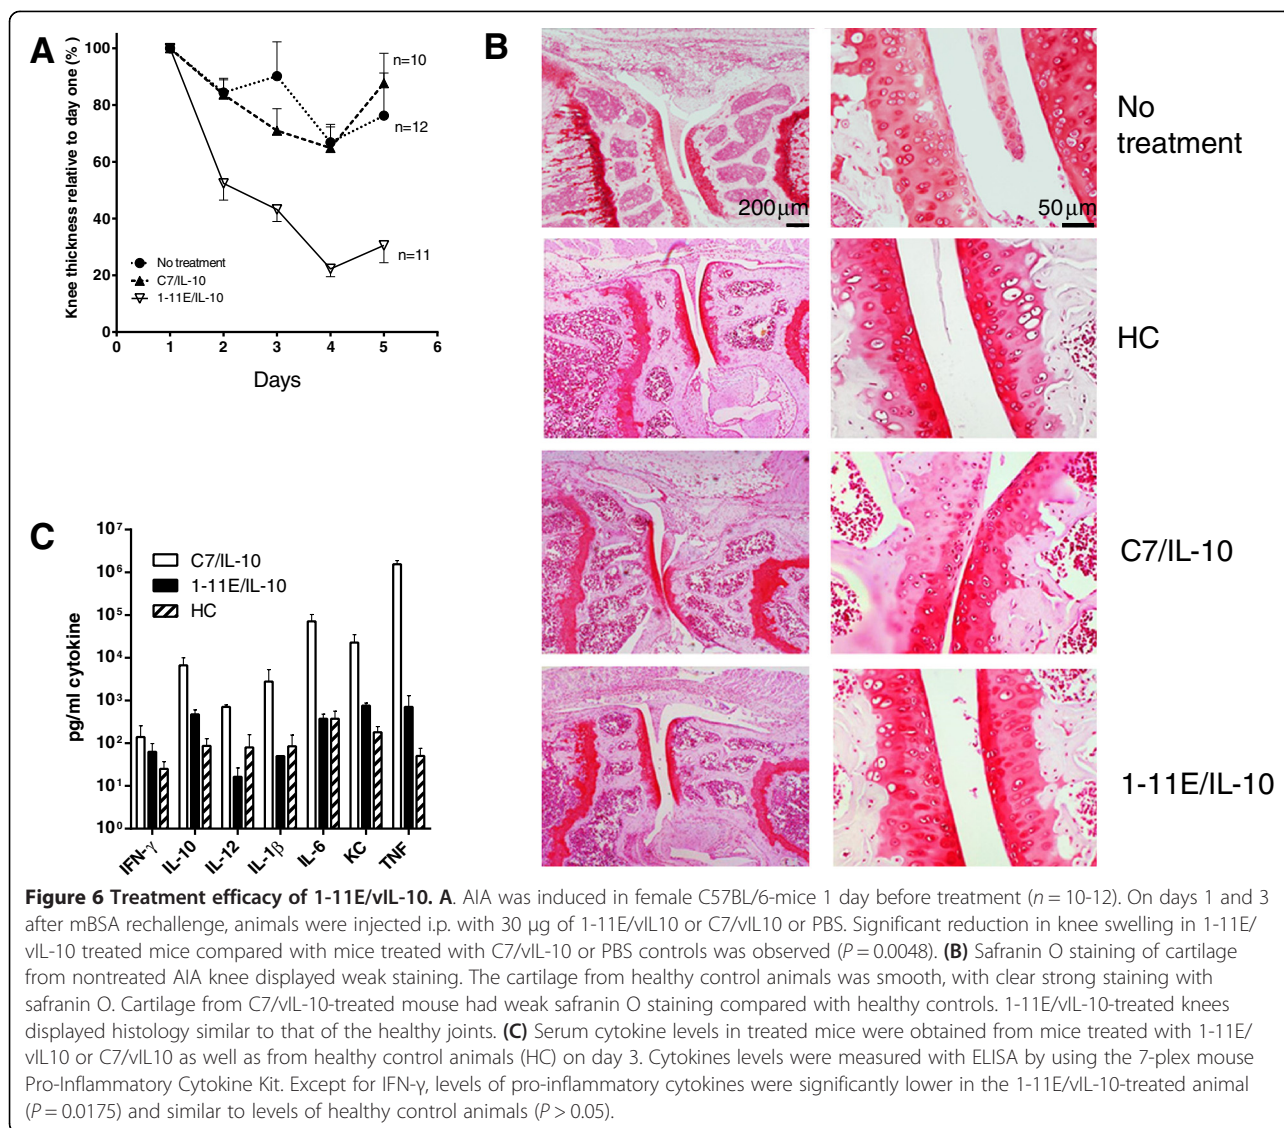 A
100
80
60
40
20
0
Knee thickness relative to day one (%)
n=10
n=12
n=11
No treatment
C7/IL-10
1-11E/IL-10
0 1 2 3 4 5 6
Days
B
200μm
50μm
No
treatment
HC
C7/IL-10
1-11E/IL-10
C
10⁷
10⁶
10⁵
10⁴
10³
10²
10¹
10⁰
pg/ml cytokine
C7/IL-10
1-11E/IL-10
HC
IFN-γ IL-10 IL-12 IL-1β IL-6 KC TNF
Figure 6 Treatment efficacy of 1-11E/vIL-10. A. AIA was induced in female C57BL/6-mice 1 day before treatment (n = 10-12). On days 1 and 3
after mBSA rechallenge, animals were injected i.p. with 30 μg of 1-11E/vIL10 or C7/vIL10 or PBS. Significant reduction in knee swelling in 1-11E/
vIL-10 treated mice compared with mice treated with C7/vIL-10 or PBS controls was observed (P = 0.0048). (B) Safranin O staining of cartilage
from nontreated AIA knee displayed weak staining. The cartilage from healthy control animals was smooth, with clear strong staining with
safranin O. Cartilage from C7/vIL-10-treated mouse had weak safranin O staining compared with healthy controls. 1-11E/vIL-10-treated knees
displayed histology similar to that of the healthy joints. (C) Serum cytokine levels in treated mice were obtained from mice treated with 1-11E/
vIL10 or C7/vIL10 as well as from healthy control animals (HC) on day 3. Cytokines levels were measured with ELISA by using the 7-plex mouse
Pro-Inflammatory Cytokine Kit. Except for IFN-γ, levels of pro-inflammatory cytokines were significantly lower in the 1-11E/vIL-10-treated animal
(P = 0.0175) and similar to levels of healthy control animals (P > 0.05).